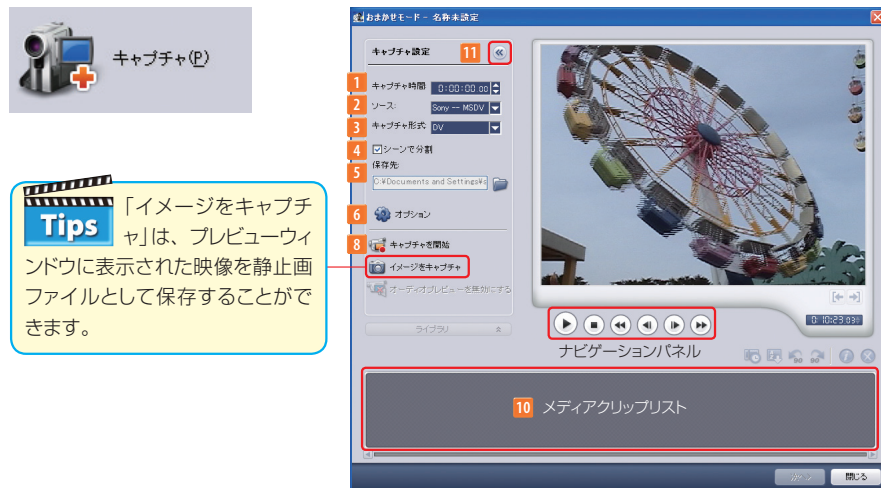 キャプチャ(P)
Tips 「イメージをキャプチ
ャ」は、プレビューウィ
ンドウに表示された映像を静止画
ファイルとして保存することがで
きます。
おまかせモード - 名称未設定
キャプチャ設定 11
1 キャプチャ時間: 0:00:00.00
2 ソース: Sony -- MSDV
3 キャプチャ形式: DV
4 シーンで分割
5 保存先:
C:¥Documents and Settings¥s
6 オプション
8 キャプチャを開始
イメージをキャプチャ
オーディオプレビューを無効にする
ライブラリ
0:10:23.03
ナビゲーションパネル
10 メディアクリップリスト
閉じる